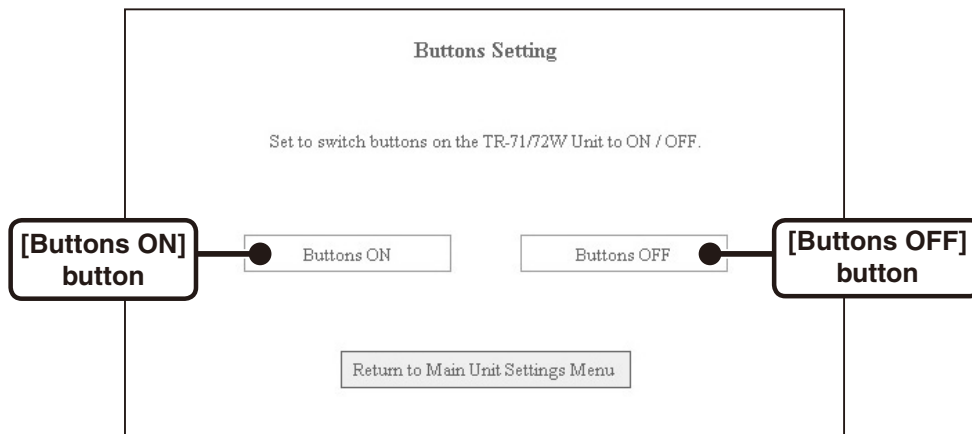 Buttons Setting
Set to switch buttons on the TR-71/72W Unit to ON / OFF.
[Buttons ON]
button
Buttons ON
Buttons OFF
[Buttons OFF]
button
Return to Main Unit Settings Menu